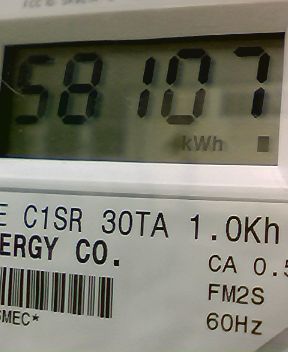 58107
kWh
E C1SR 30TA 1.0Kh
ERGY CO.
CA 0.5
FM2S
SMEC*
60Hz